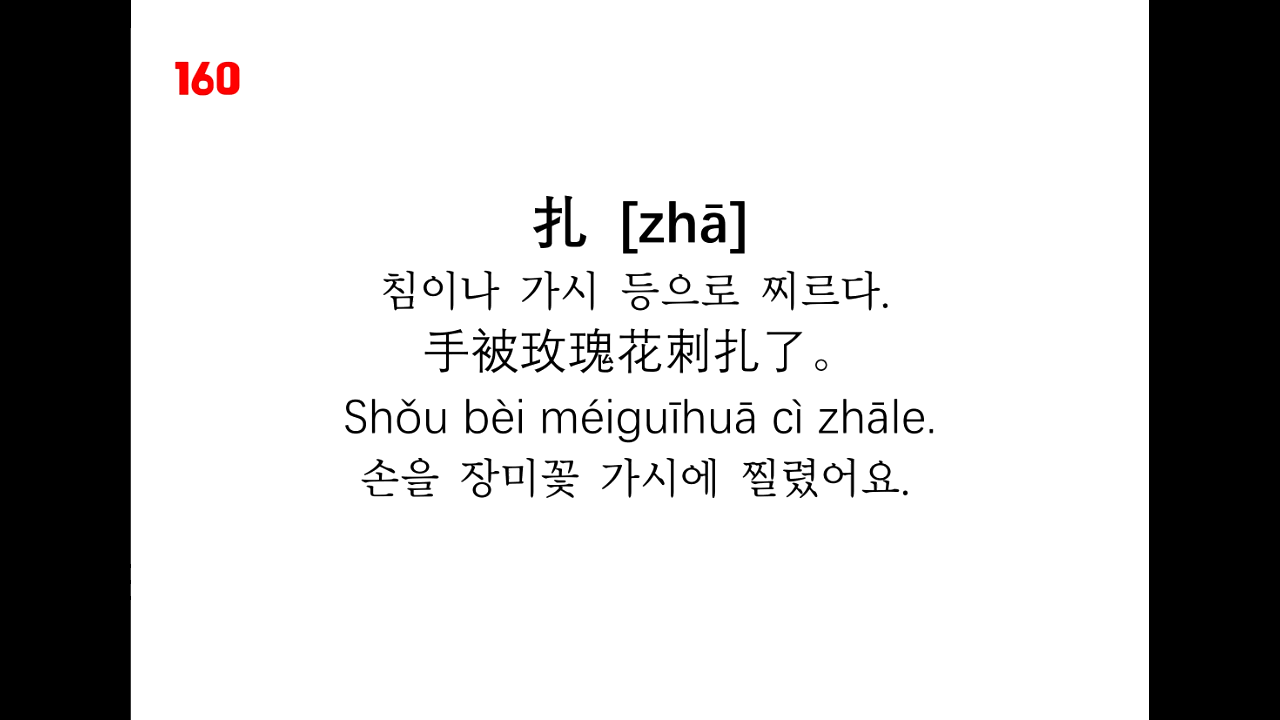 160
扎 [zhā]
침이나 가시 등으로 찌르다.
手被玫瑰花刺扎了。
Shǒu bèi méiguīhuā cì zhāle.
손을 장미꽃 가시에 찔렸어요.